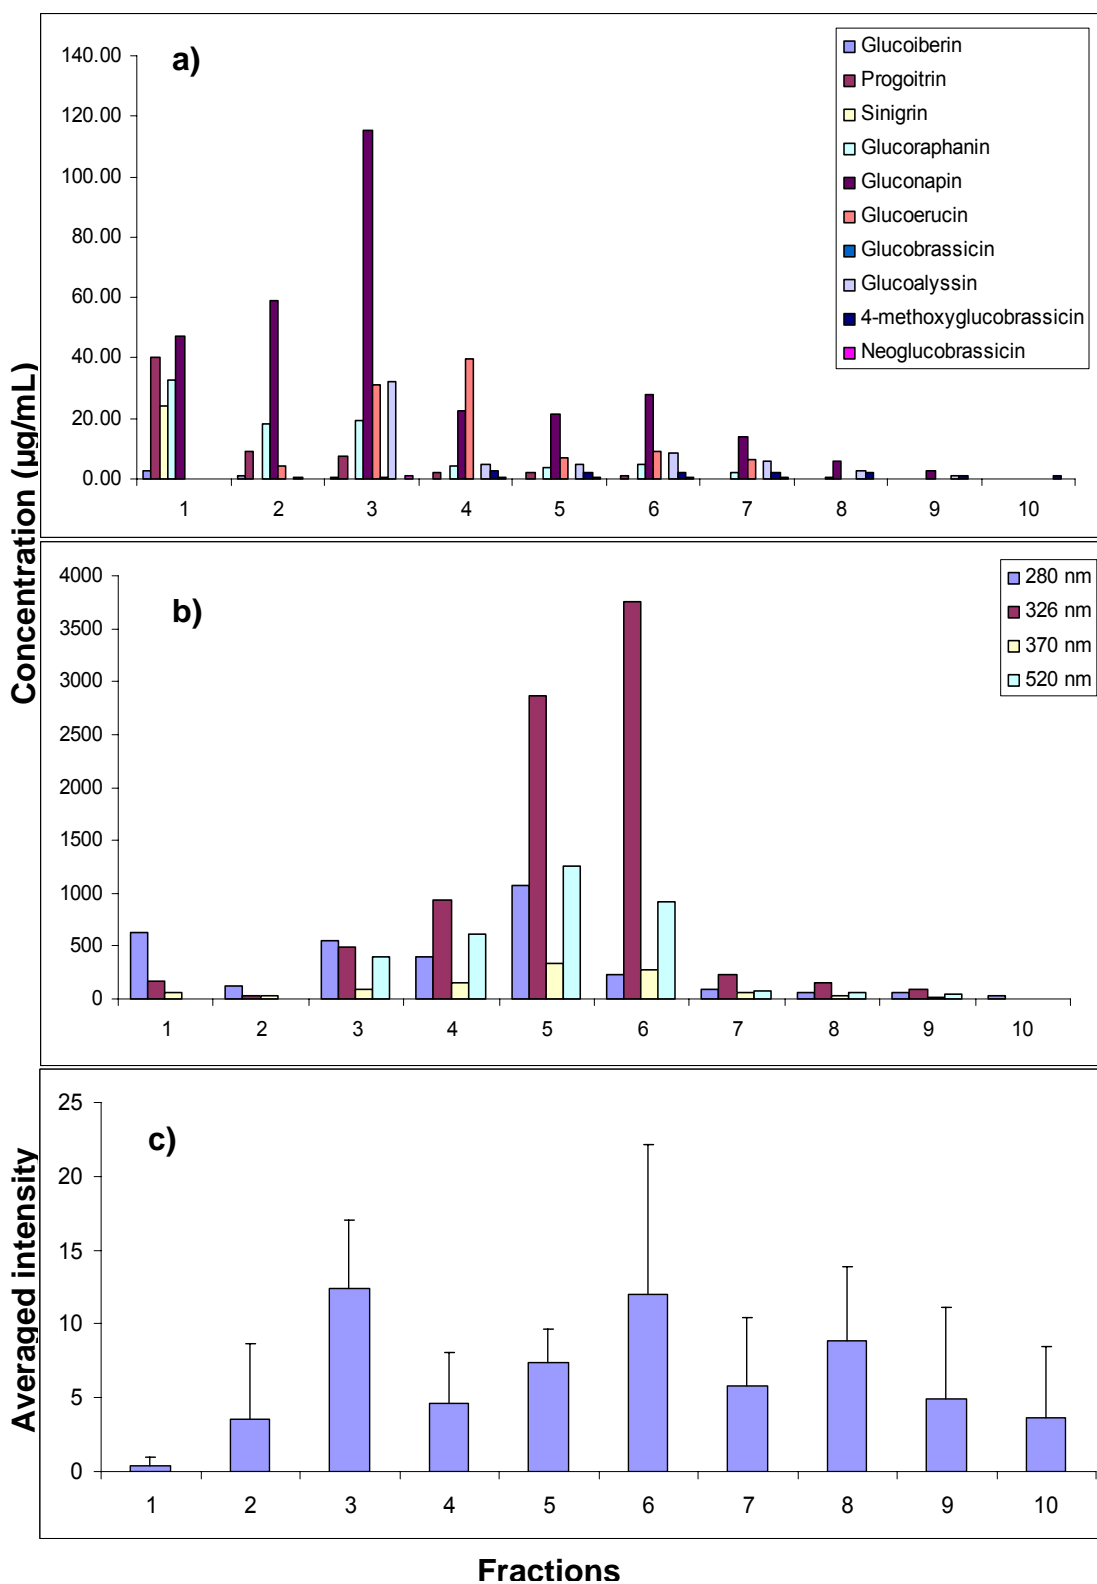 a)
140.00
120.00
100.00
80.00
60.00
40.00
20.00
0.00
1 2 3 4 5 6 7 8 9 10
Glucoiberin
Progoitrin
Sinigrin
Glucoraphanin
Gluconapin
Glucoerucin
Glucobrassicin
Glucoalyssin
4-methoxyglucobrassicin
Neoglucobrassicin
Concentration (µg/mL)
b)
4000
3500
3000
2500
2000
1500
1000
500
0
1 2 3 4 5 6 7 8 9 10
280 nm
326 nm
370 nm
520 nm
c)
Averaged intensity
25
20
15
10
5
0
1 2 3 4 5 6 7 8 9 10
Fractions